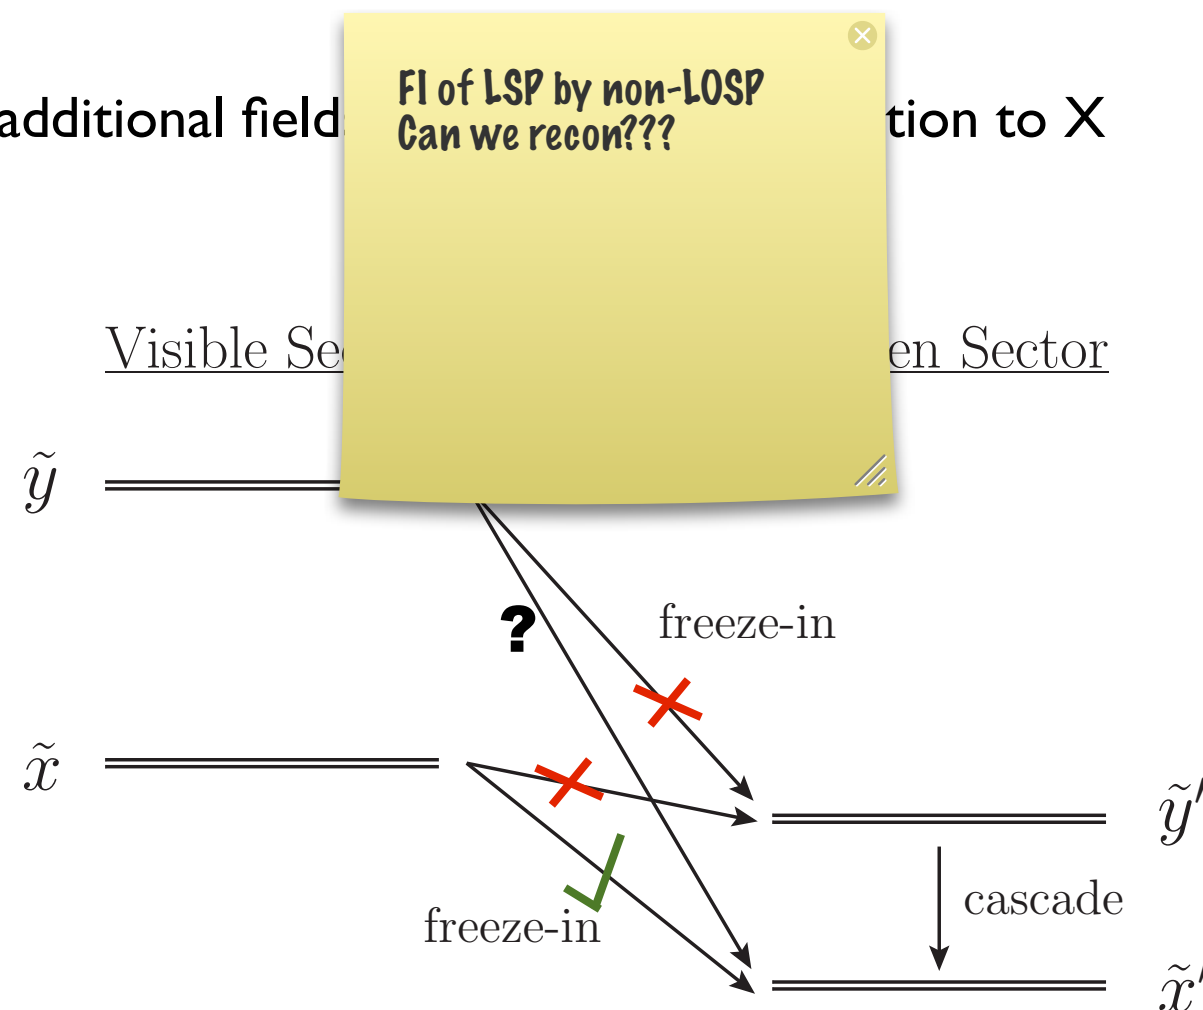 FI of LSP by non-LOSP
Can we recon???
additional field tion to X
Visible Se en Sector
ỹ
?
freeze-in
x̃
ỹ′
cascade
freeze-in
x̃′